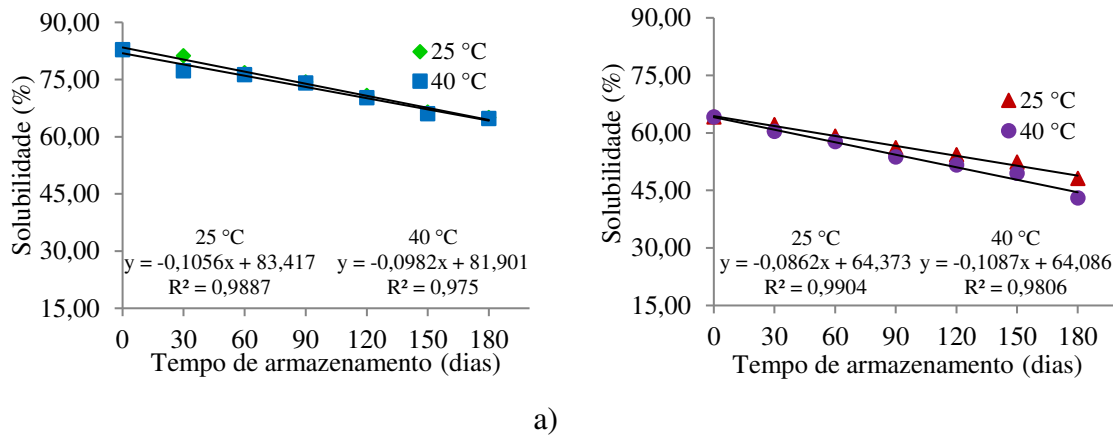 90,00
75,00
60,00
45,00
30,00
15,00
Solubilidade (%)
25 °C
40 °C
25 °C
y = -0,1056x + 83,417
R² = 0,9887
40 °C
y = -0,0982x + 81,901
R² = 0,975
0 30 60 90 120 150 180
Tempo de armazenamento (dias)
90,00
75,00
60,00
45,00
30,00
15,00
Solubilidade (%)
25 °C
40 °C
25 °C
y = -0,0862x + 64,373
R² = 0,9904
40 °C
y = -0,1087x + 64,086
R² = 0,9806
0 30 60 90 120 150 180
Tempo de armazenamento (dias)
a)